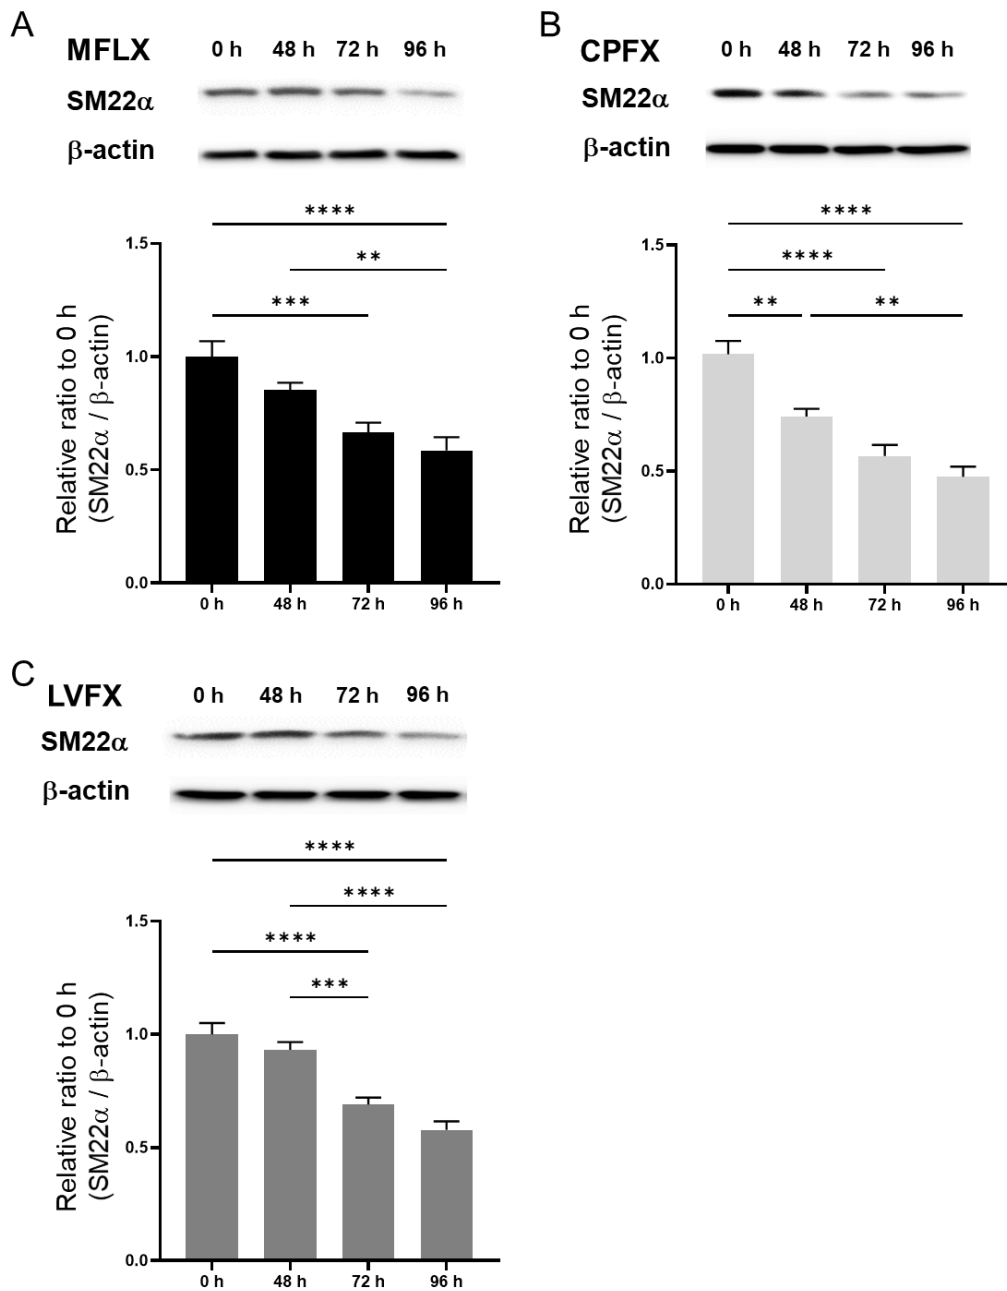 A
MFLX 0 h 48 h 72 h 96 h
SM22α
β-actin
****
**
***
1.5
1.0
0.5
0.0
Relative ratio to 0 h
(SM22α / β-actin)
0 h 48 h 72 h 96 h
B
CPFX 0 h 48 h 72 h 96 h
SM22α
β-actin
****
****
** **
1.5
1.0
0.5
0.0
Relative ratio to 0 h
(SM22α / β-actin)
0 h 48 h 72 h 96 h
C
LVFX 0 h 48 h 72 h 96 h
SM22α
β-actin
****
****
****
***
1.5
1.0
0.5
0.0
Relative ratio to 0 h
(SM22α / β-actin)
0 h 48 h 72 h 96 h